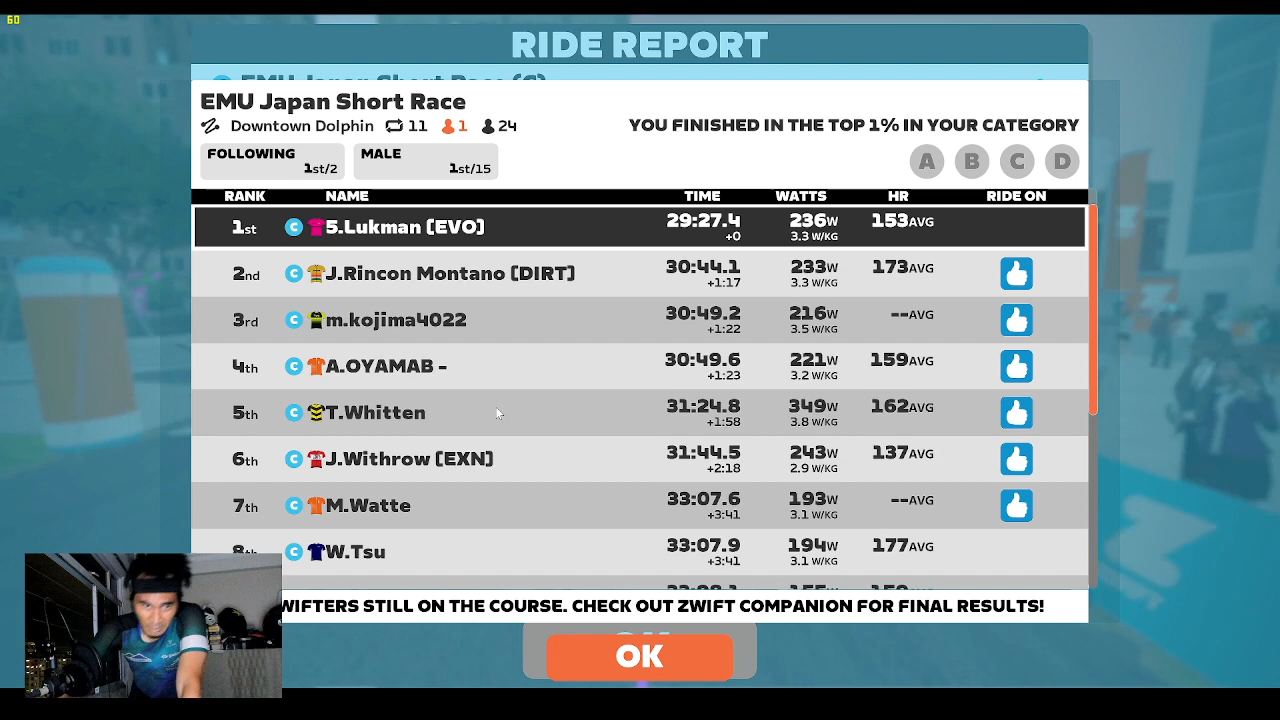 60
RIDE REPORT
EMU Japan Short Race (C)
EMU Japan Short Race
Downtown Dolphin 11 1 24
YOU FINISHED IN THE TOP 1% IN YOUR CATEGORY
FOLLOWING
1st/2
MALE
1st/15
A B C D
RANK NAME TIME WATTS HR RIDE ON
1st C 5.Lukman [EVO] 29:27.4 236W 153AVG
+0 3.3 W/KG
2nd C J.Rincon Montano [DIRT] 30:44.1 233W 173AVG
+1:17 3.3 W/KG
3rd C m.kojima4022 30:49.2 216W --AVG
+1:22 3.5 W/KG
4th C A.OYAMAB - 30:49.6 221W 159AVG
+1:23 3.2 W/KG
5th C T.Whitten 31:24.8 349W 162AVG
+1:58 3.8 W/KG
6th C J.Withrow [EXN] 31:44.5 243W 137AVG
+2:18 2.9 W/KG
7th C M.Watte 33:07.6 193W --AVG
+3:41 3.1 W/KG
8th C W.Tsu 33:07.9 194W 177AVG
+3:41 3.1 W/KG
WIFTERS STILL ON THE COURSE. CHECK OUT ZWIFT COMPANION FOR FINAL RESULTS!
OK